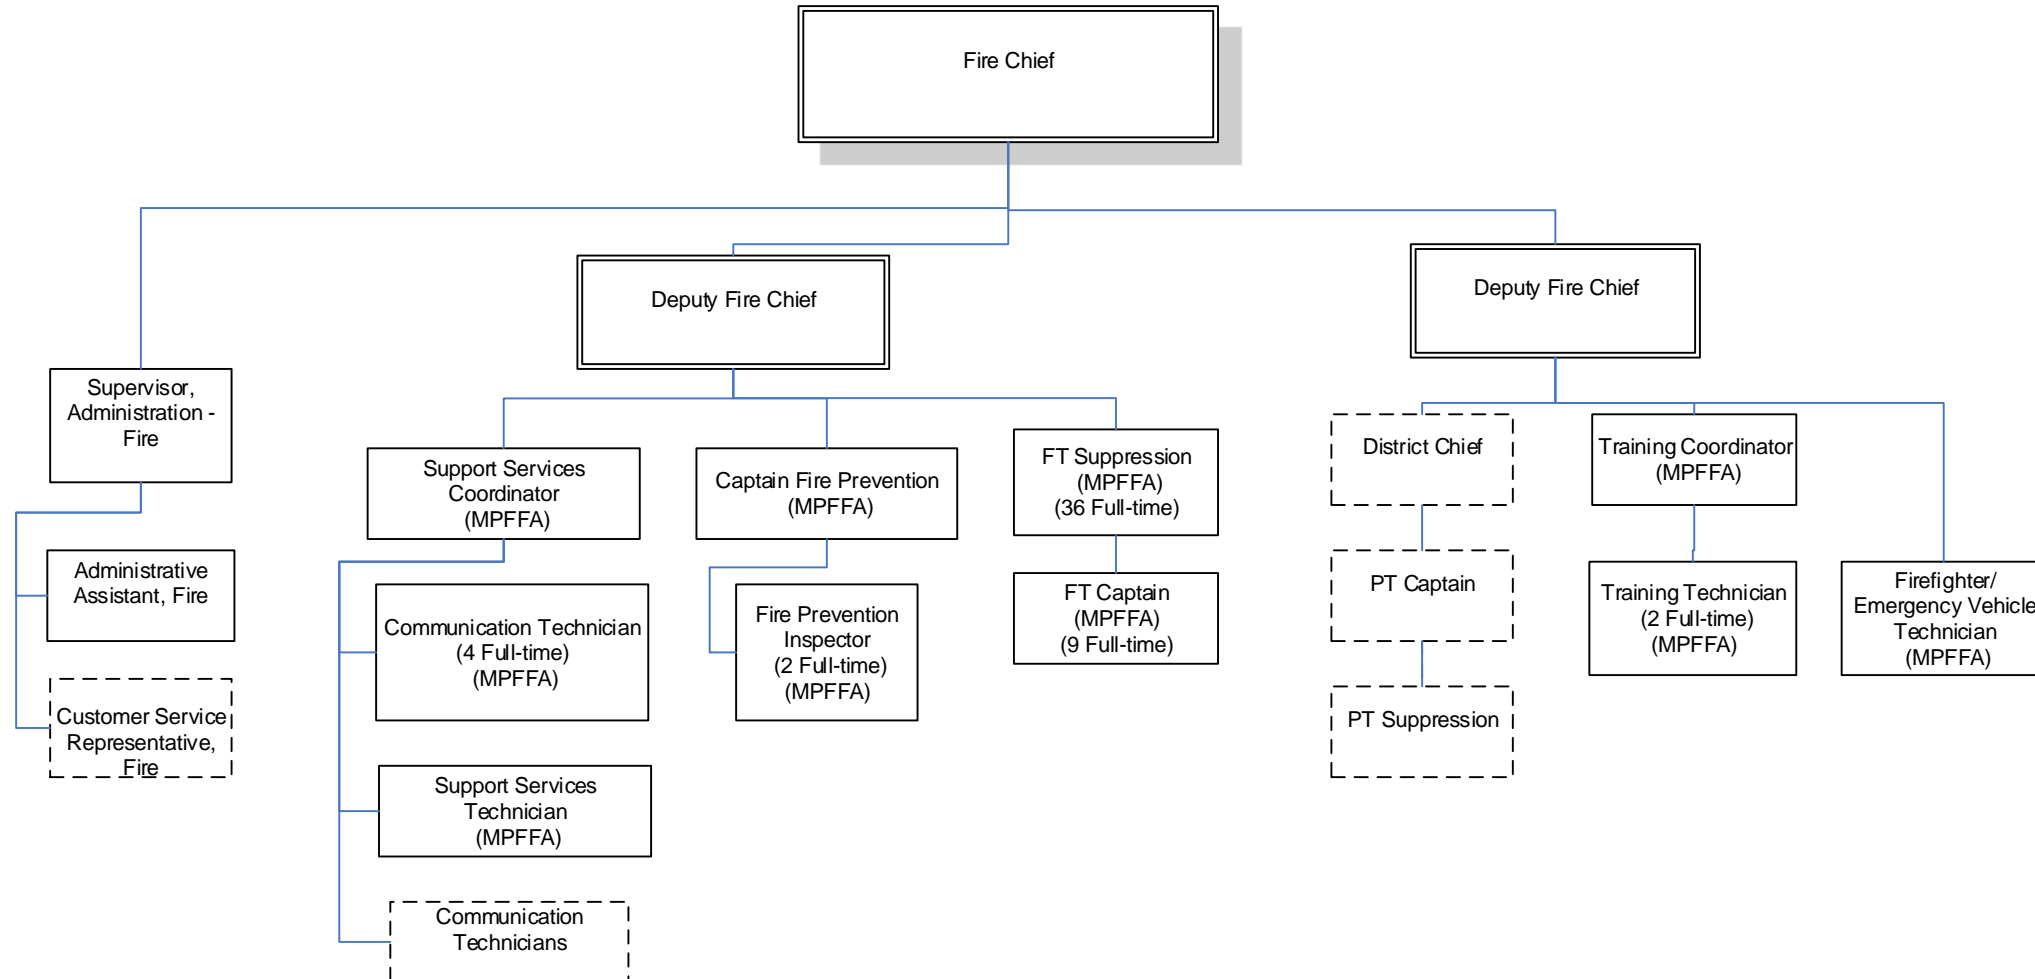 Fire Chief
Deputy Fire Chief
Deputy Fire Chief
Supervisor,
Administration -
Fire
Administrative
Assistant, Fire
Customer Service
Representative,
Fire
Support Services
Coordinator
(MPFFA)
Communication Technician
(4 Full-time)
(MPFFA)
Support Services
Technician
(MPFFA)
Communication
Technicians
Captain Fire Prevention
(MPFFA)
Fire Prevention
Inspector
(2 Full-time)
(MPFFA)
FT Suppression
(MPFFA)
(36 Full-time)
FT Captain
(MPFFA)
(9 Full-time)
District Chief
PT Captain
PT Suppression
Training Coordinator
(MPFFA)
Training Technician
(2 Full-time)
(MPFFA)
Firefighter/
Emergency Vehicle
Technician
(MPFFA)